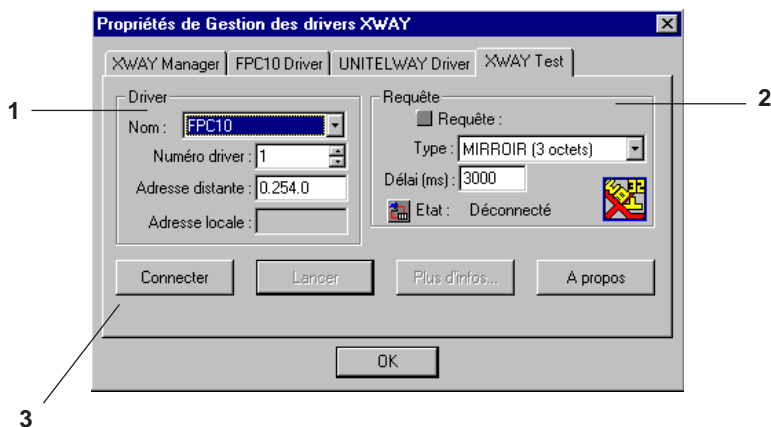 Propriétés de Gestion des drivers XWAY
XWAY Manager FPC10 Driver UNITELWAY Driver XWAY Test
1
Driver
Nom : FPC10
Numéro driver : 1
Adresse distante : 0.254.0
Adresse locale :
2
Requête
Requête :
Type : MIRROIR (3 octets)
Délai (ms) : 3000
Etat : Déconnecté
Connecter Lancer Plus d'infos... A propos
OK
3